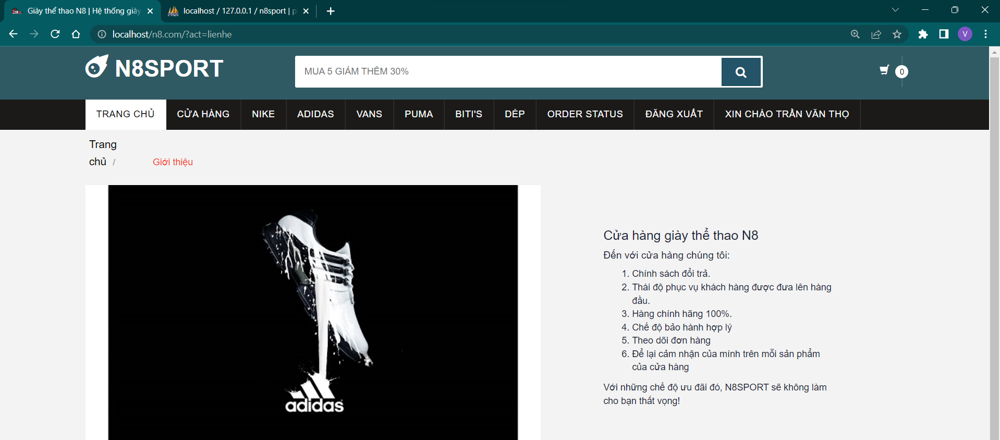 Giày thể thao N8 | Hệ thống giày
localhost / 127.0.0.1 / n8sport | p
localhost/n8.com/?act=lienhe
V
N8SPORT
MUA 5 GIÁM THÊM 30%
0
TRANG CHỦ
CỬA HÀNG
NIKE
ADIDAS
VANS
PUMA
BITI'S
DÉP
ORDER STATUS
ĐĂNG XUẤT
XIN CHÀO TRẦN VĂN THỌ
Trang
chủ /
Giới thiệu
adidas
Cửa hàng giày thể thao N8
Đến với cửa hàng chúng tôi:
1. Chính sách đổi trả.
2. Thái độ phục vụ khách hàng được đưa lên hàng
đầu.
3. Hàng chính hãng 100%.
4. Chế độ bảo hành hợp lý
5. Theo dõi đơn hàng
6. Để lại cảm nhận của mình trên mỗi sản phẩm
của cửa hàng
Với những chế độ ưu đãi đó, N8SPORT sẽ không làm
cho bạn thất vọng!